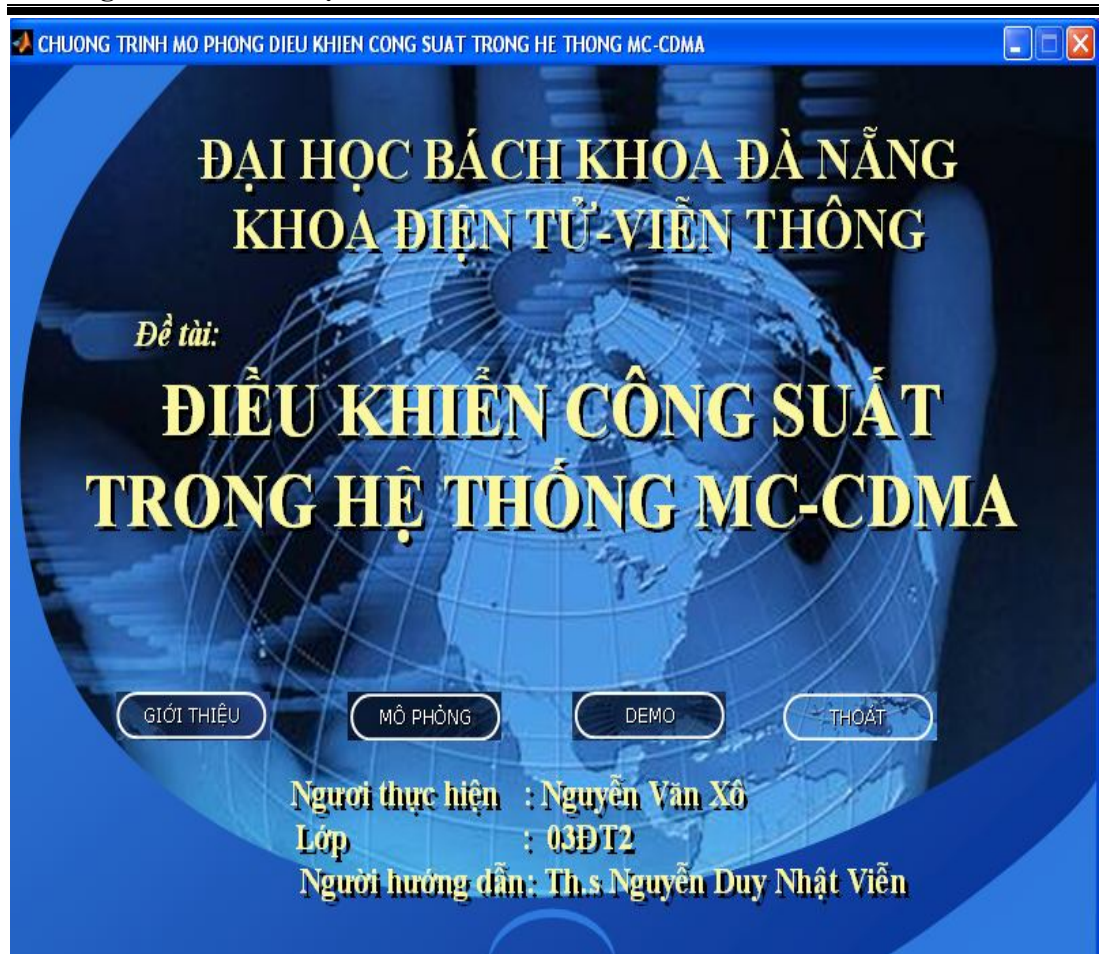 CHUONG TRINH MO PHONG DIEU KHIEN CONG SUAT TRONG HE THONG MC-CDMA
ĐẠI HỌC BÁCH KHOA ĐÀ NẴNG
KHOA ĐIỆN TỬ-VIỄN THÔNG
Đề tài:
ĐIỀU KHIỂN CÔNG SUẤT
TRONG HỆ THỐNG MC-CDMA
GIỚI THIỆU MÔ PHỎNG DEMO THOÁT
Ngươi thực hiện : Nguyễn Văn Xô
Lớp : 03ĐT2
Người hướng dẫn: Th.s Nguyễn Duy Nhật Viễn